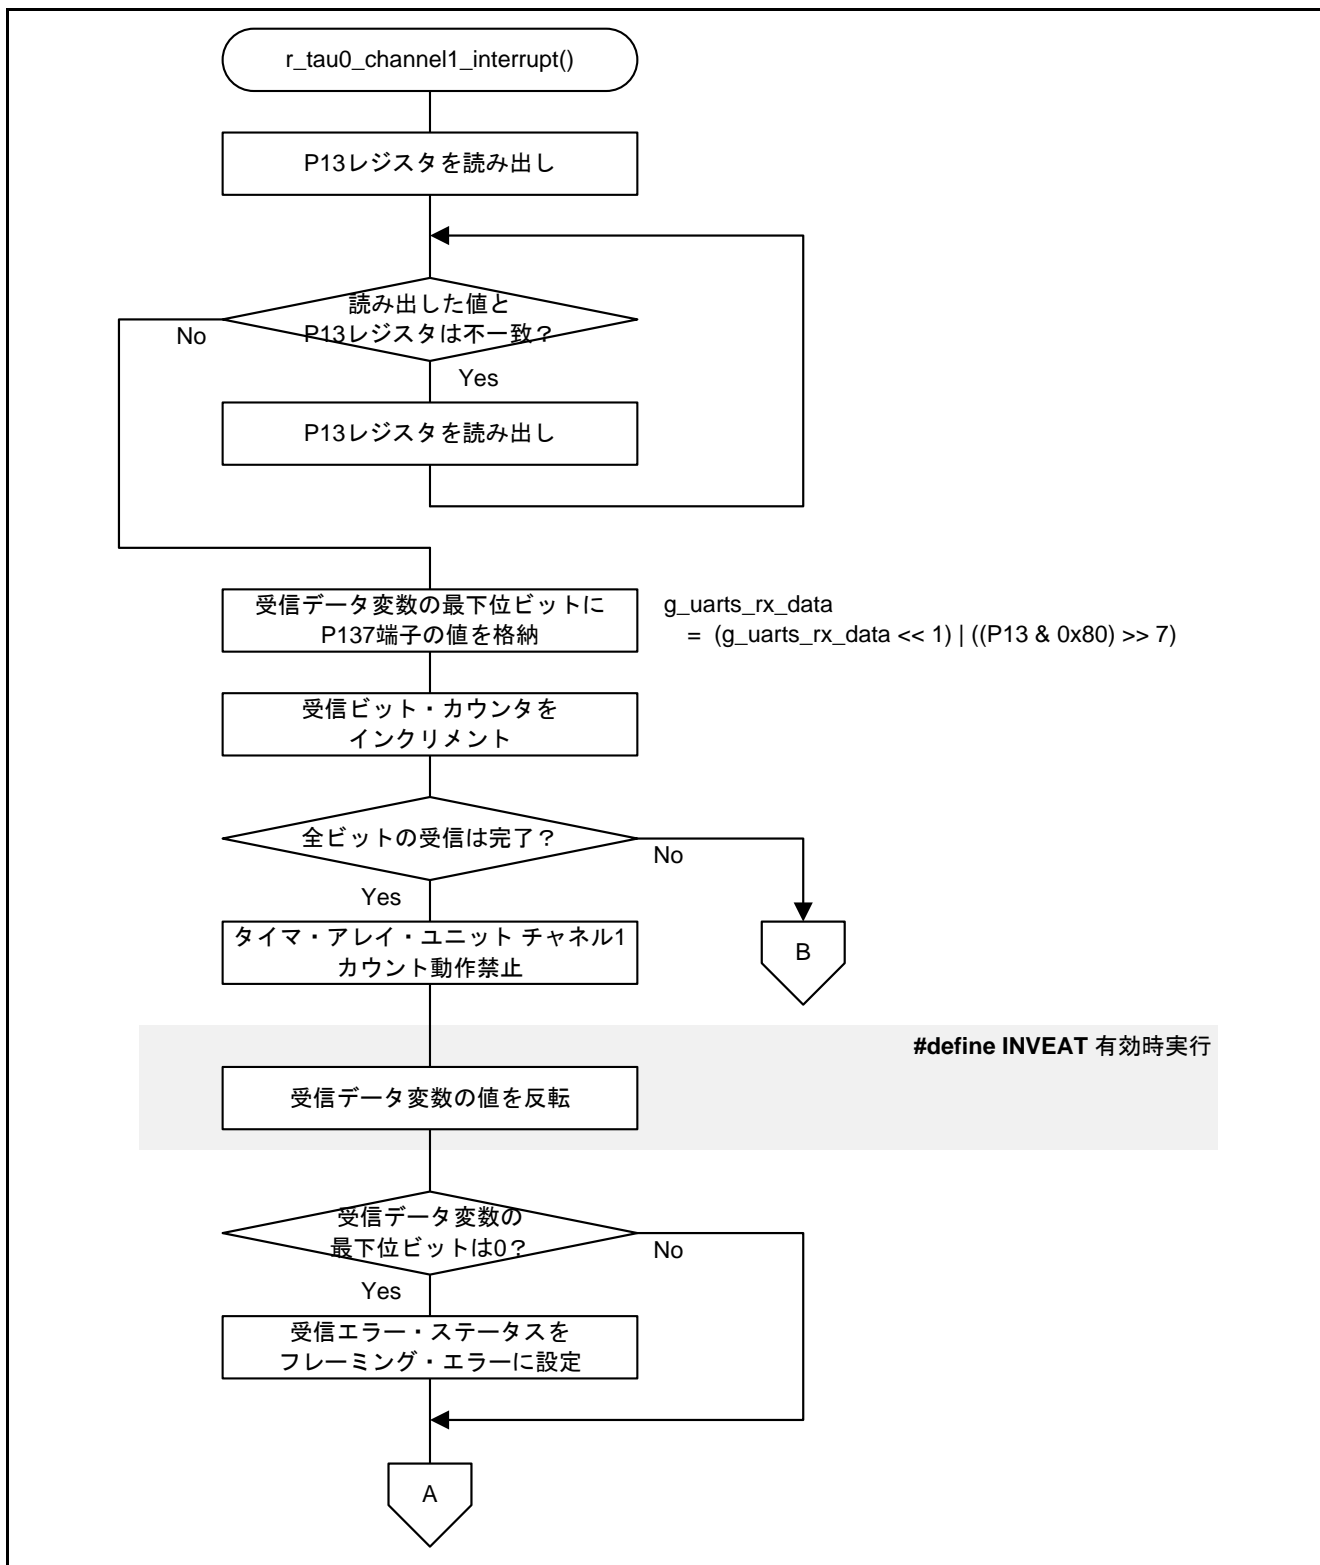 r_tau0_channel1_interrupt()
P13レジスタを読み出し
読み出した値と
P13レジスタは不一致？
No
Yes
P13レジスタを読み出し
受信データ変数の最下位ビットに
P137端子の値を格納
g_uarts_rx_data
= (g_uarts_rx_data << 1) | ((P13 & 0x80) >> 7)
受信ビット・カウンタを
インクリメント
全ビットの受信は完了？
No
Yes
タイマ・アレイ・ユニット チャネル1
カウント動作禁止
B
#define INVEAT 有効時実行
受信データ変数の値を反転
受信データ変数の
最下位ビットは0？
No
Yes
受信エラー・ステータスを
フレーミング・エラーに設定
A